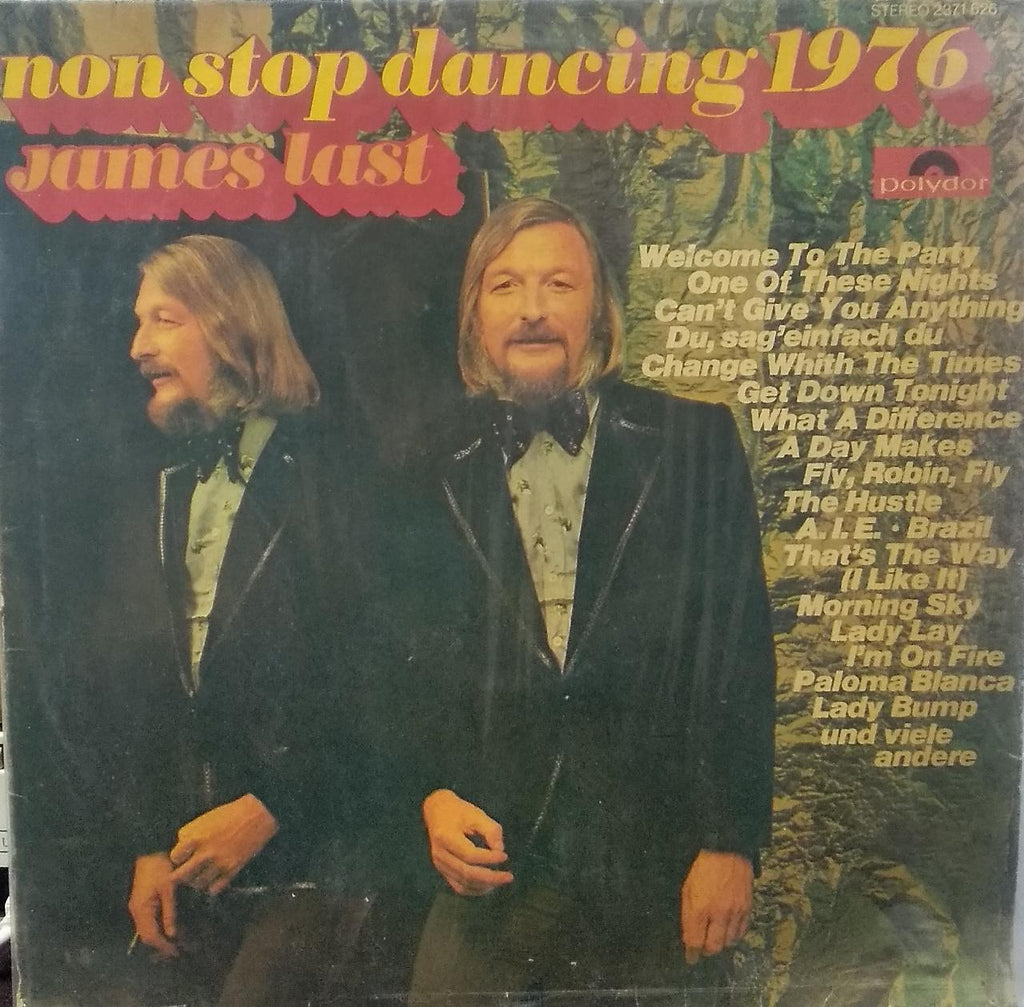 STEREO 2371 626
non stop dancing 1976
James last
polydor
Welcome To The Party
One Of These Nights
Can't Give You Anything
Du, sag'einfach du
Change Whith The Times
Get Down Tonight
What A Difference
A Day Makes
Fly, Robin, Fly
The Hustle
A.I.E. • Brazil
That's The Way
(I Like It)
Morning Sky
Lady Lay
I'm On Fire
Paloma Blanca
Lady Bump
und viele
andere